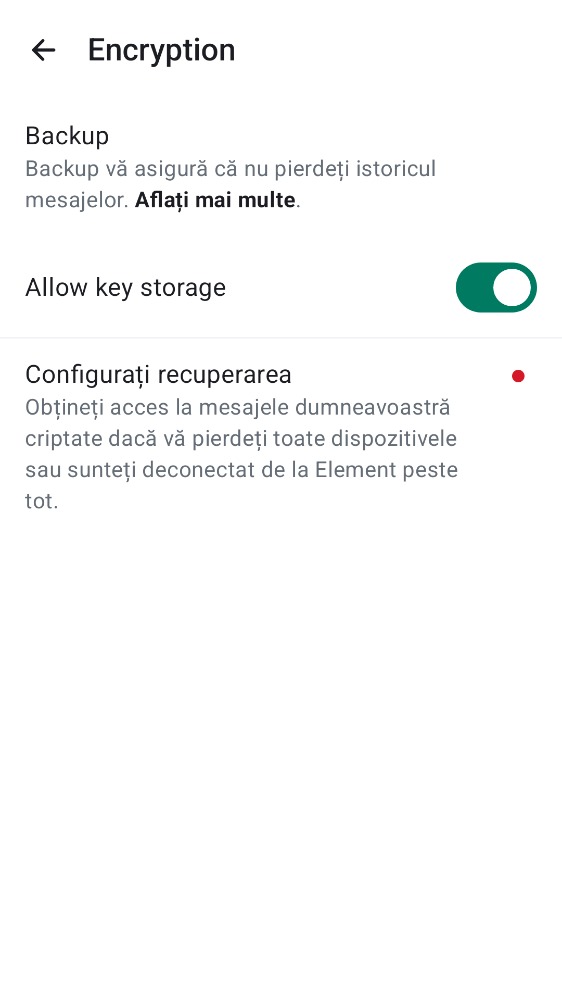 Encryption
Backup
Backup vă asigură că nu pierdeți istoricul
mesajelor. Aflați mai multe.
Allow key storage
Configurați recuperarea
Obțineți acces la mesajele dumneavoastră
criptate dacă vă pierdeți toate dispozitivele
sau sunteți deconectat de la Element peste
tot.